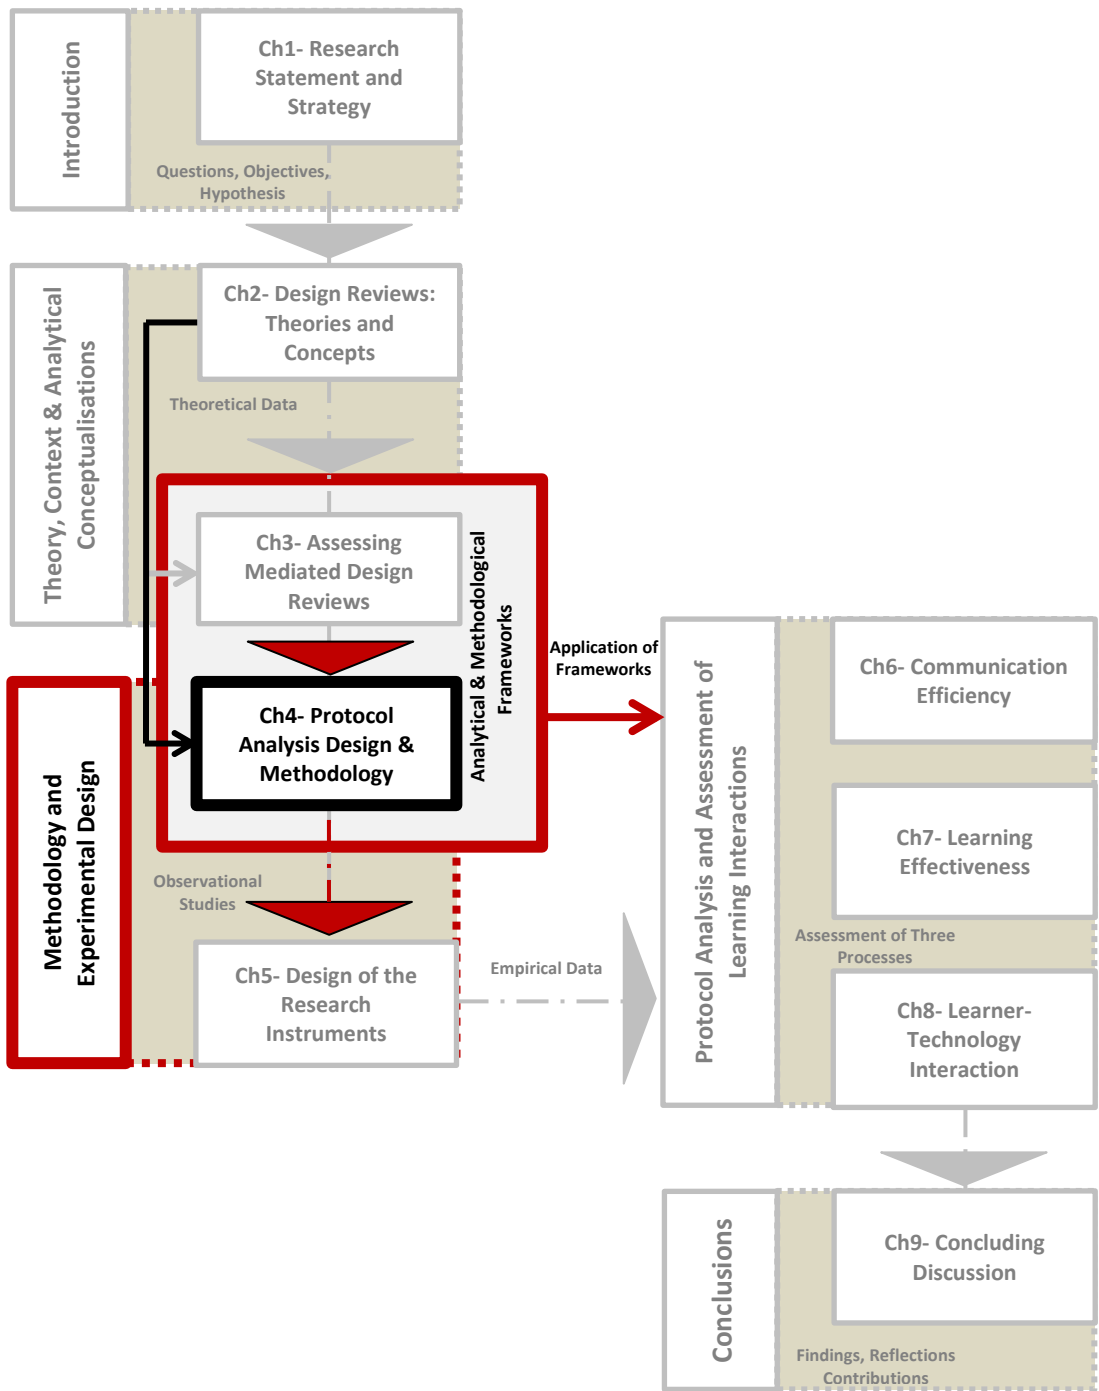 Introduction
Ch1- Research
Statement and
Strategy
Questions, Objectives,
Hypothesis
Theory, Context & Analytical
Conceptualisations
Ch2- Design Reviews:
Theories and
Concepts
Theoretical Data
Ch3- Assessing
Mediated Design
Reviews
Analytical & Methodological
Frameworks
Application of
Frameworks
Methodology and
Experimental Design
Ch4- Protocol
Analysis Design &
Methodology
Observational
Studies
Ch5- Design of the
Research
Instruments
Empirical Data
Protocol Analysis and Assessment of
Learning Interactions
Ch6- Communication
Efficiency
Ch7- Learning
Effectiveness
Assessment of Three
Processes
Ch8- Learner-
Technology
Interaction
Conclusions
Ch9- Concluding
Discussion
Findings, Reflections
Contributions